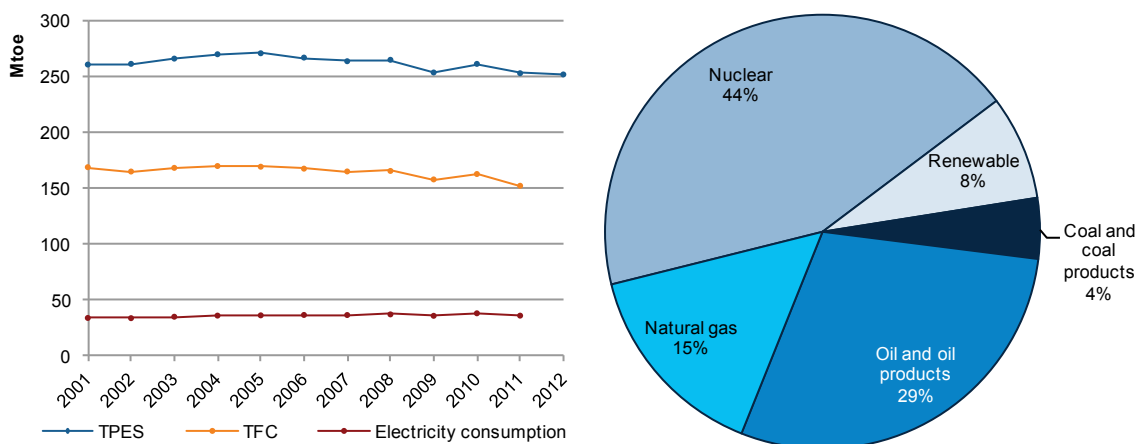 Mtoe
300
250
200
150
100
50
0
2001
2002
2003
2004
2005
2006
2007
2008
2009
2010
2011
2012
TPES
TFC
Electricity consumption
Nuclear
44%
Renewable
8%
Coal and
coal
products
4%
Oil and oil
products
29%
Natural gas
15%